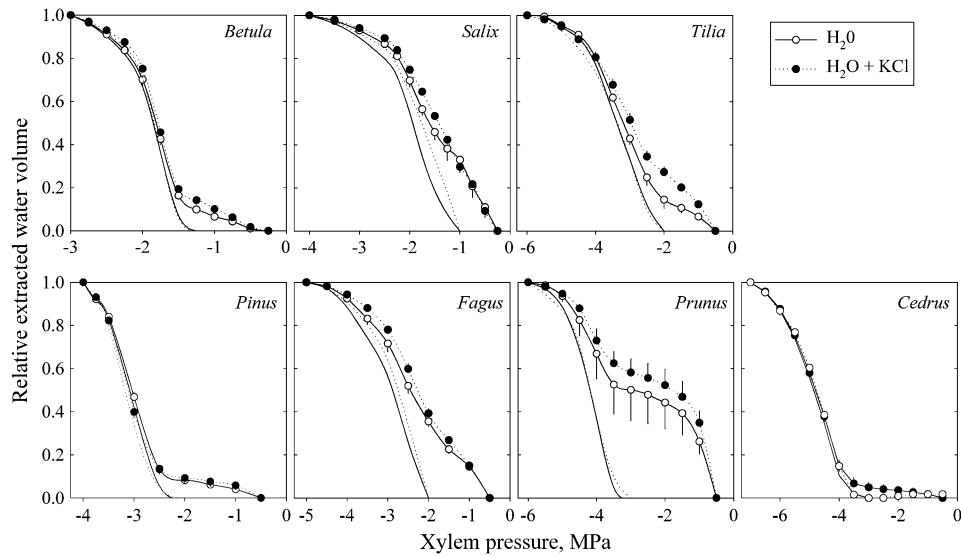 Betula
Salix
Tilia
H₂0
H₂O + KCl
1.0
0.8
0.6
0.4
0.2
0.0
-3 -2 -1 0
-4 -3 -2 -1 0
-6 -4 -2 0
Relative extracted water volume
Pinus
Fagus
Prunus
Cedrus
1.0
0.8
0.6
0.4
0.2
0.0
-4 -3 -2 -1 0
-5 -4 -3 -2 -1 0
-6 -4 -2 0
-6 -4 -2 0
Xylem pressure, MPa